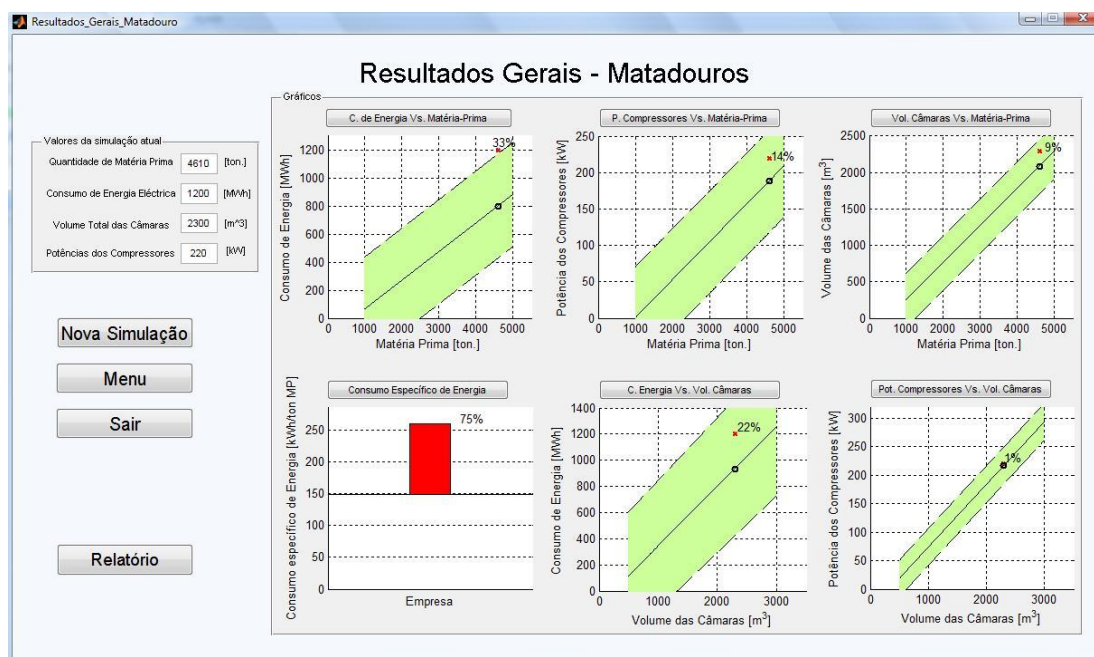 Resultados_Gerais_Matadouro
Resultados Gerais - Matadouros
Valores da simulação atual
Quantidade de Matéria Prima 4610 [ton.]
Consumo de Energia Eléctrica 1200 [MWh]
Volume Total das Câmaras 2300 [m^3]
Potências dos Compressores 220 [kW]
Nova Simulação
Menu
Sair
Relatório
Gráficos
C. de Energia Vs. Matéria-Prima
Consumo de Energia [MWh]
1200
1000
800
600
400
200
0
33%
0 1000 2000 3000 4000 5000
Matéria Prima [ton.]
P. Compressores Vs. Matéria-Prima
Potência dos Compressores [kW]
250
200
150
100
50
0
14%
0 1000 2000 3000 4000 5000
Matéria Prima [ton.]
Vol. Câmaras Vs. Matéria-Prima
Volume das Câmaras [m³]
2500
2000
1500
1000
500
0
9%
0 1000 2000 3000 4000 5000
Matéria Prima [ton.]
Consumo Específico de Energia
Consumo específico de Energia [kWh/ton MP]
250
200
150
100
50
0
75%
Empresa
C. Energia Vs. Vol. Câmaras
Consumo de Energia [MWh]
1400
1200
1000
800
600
400
200
0
22%
0 1000 2000 3000
Volume das Câmaras [m³]
Pot. Compressores Vs. Vol. Câmaras
Potência dos Compressores [kW]
300
250
200
150
100
50
0
1%
0 1000 2000 3000
Volume das Câmaras [m³]